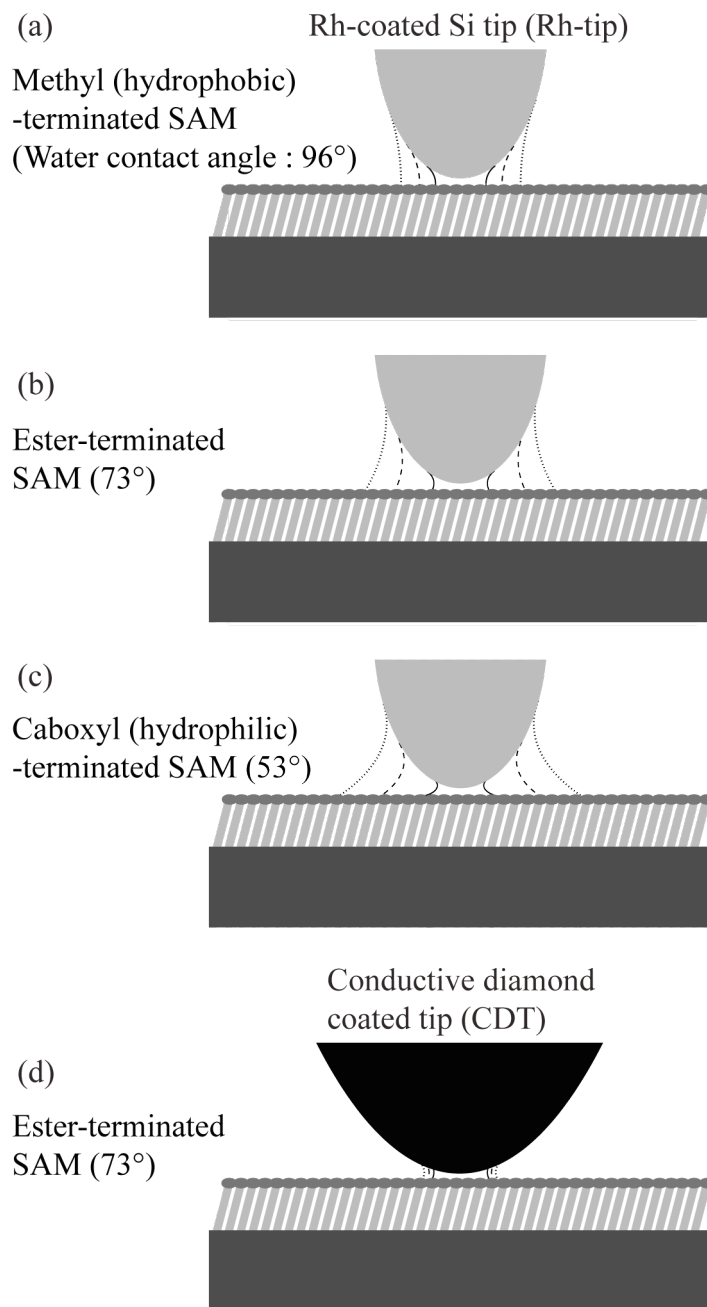 (a)
Rh-coated Si tip (Rh-tip)
Methyl (hydrophobic)
-terminated SAM
(Water contact angle : 96°)
(b)
Ester-terminated
SAM (73°)
(c)
Caboxyl (hydrophilic)
-terminated SAM (53°)
Conductive diamond
coated tip (CDT)
(d)
Ester-terminated
SAM (73°)